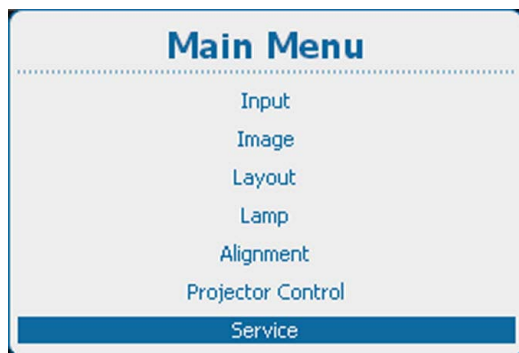 Main Menu
Input
Image
Layout
Lamp
Alignment
Projector Control
Service